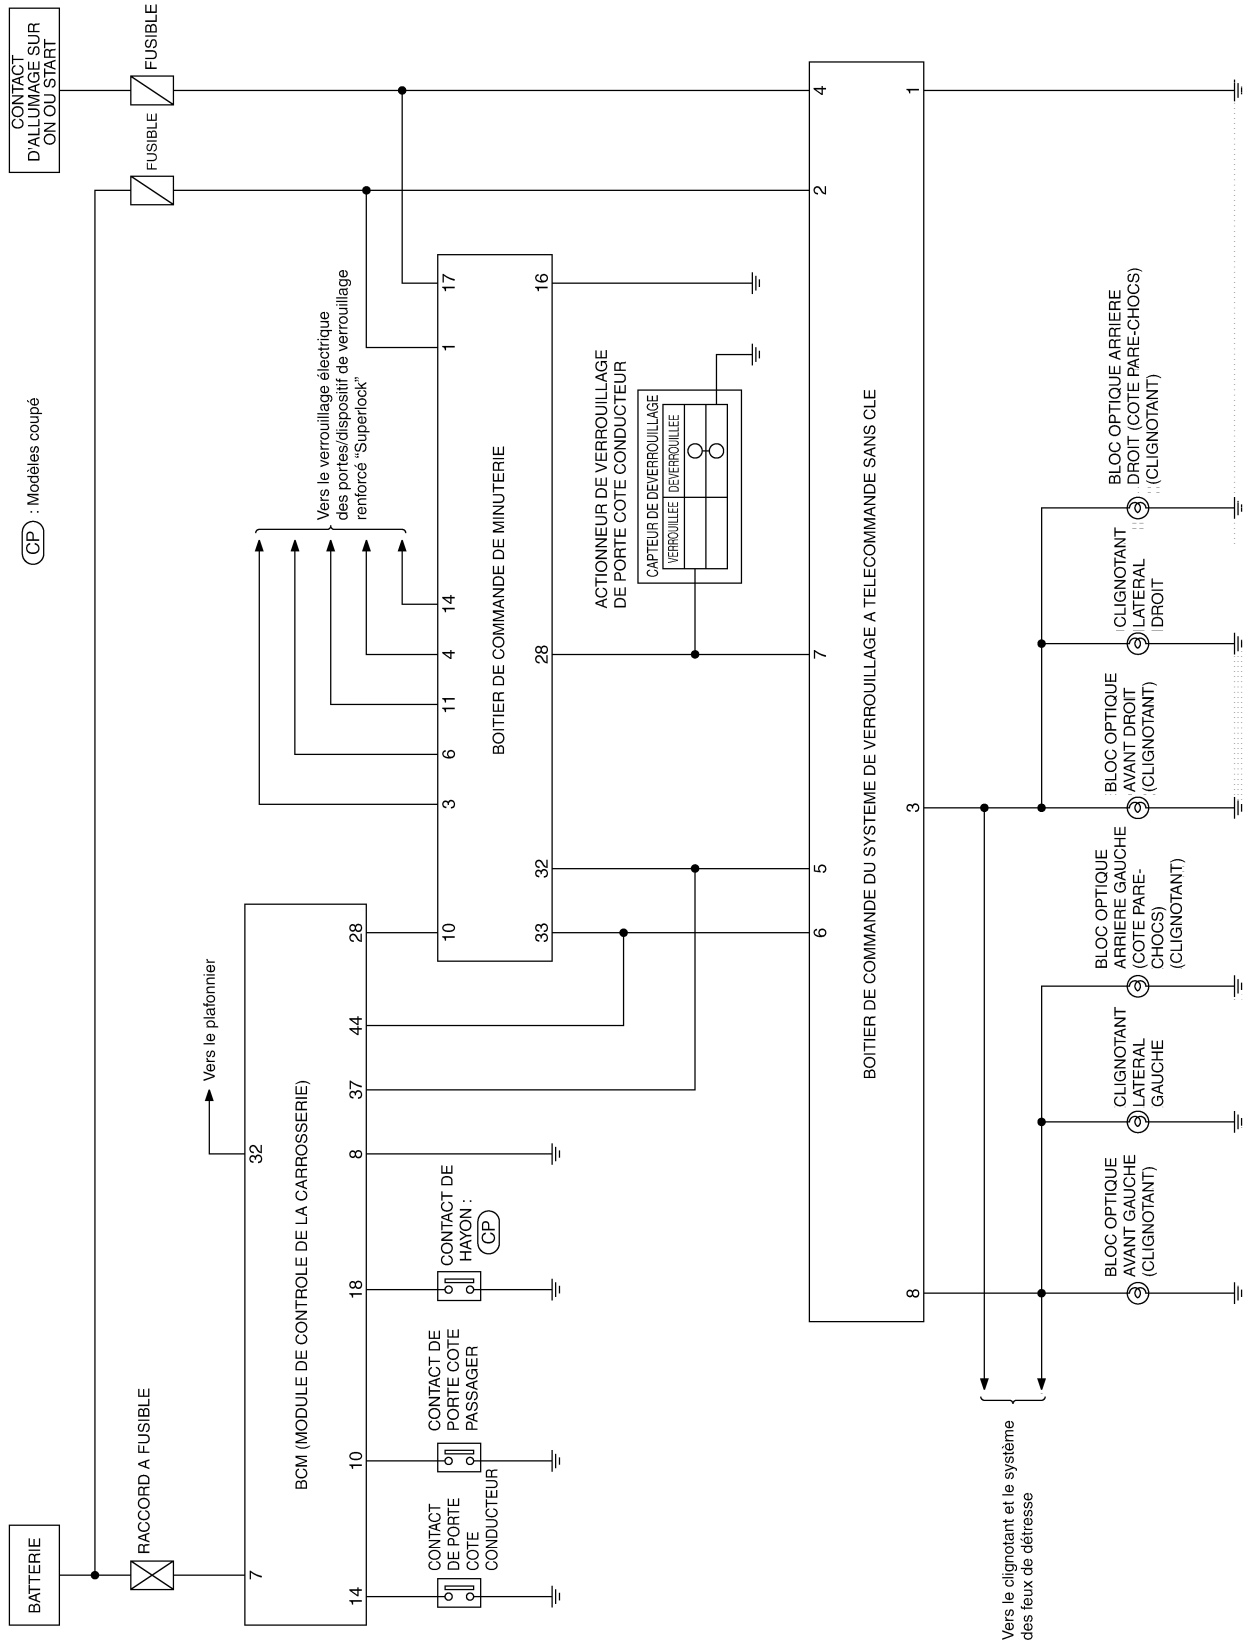 BATTERIE
RACCORD A FUSIBLE
CONTACT
D'ALLUMAGE SUR
ON OU START
FUSIBLE
FUSIBLE
CP : Modèles coupé
Vers le plafonnier
Vers le verrouillage électrique
des portes/dispositif de verrouillage
renforcé “Superlock”
7
32
BCM (MODULE DE CONTROLE DE LA CARROSSERIE)
14
10
18
8
37
44
28
3
6
11
4
14
1
17
BOITIER DE COMMANDE DE MINUTERIE
10
33
32
28
16
CONTACT
DE PORTE
COTE
CONDUCTEUR
CONTACT DE
PORTE COTE
PASSAGER
CONTACT DE
HAYON :
CP
ACTIONNEUR DE VERROUILLAGE
DE PORTE COTE CONDUCTEUR
CAPTEUR DE DEVERROUILLAGE
VERROUILLEE
DEVERROUILLEE
6
5
7
2
4
BOITIER DE COMMANDE DU SYSTEME DE VERROUILLAGE A TELECOMMANDE SANS CLE
8
3
1
Vers le clignotant et le système
des feux de détresse
BLOC OPTIQUE
AVANT GAUCHE
(CLIGNOTANT)
CLIGNOTANT
LATERAL
GAUCHE
BLOC OPTIQUE
ARRIERE GAUCHE
(COTE PARE-
CHOCS)
(CLIGNOTANT)
BLOC OPTIQUE
AVANT DROIT
(CLIGNOTANT)
CLIGNOTANT
LATERAL
DROIT
BLOC OPTIQUE ARRIERE
DROIT (COTE PARE-CHOCS)
(CLIGNOTANT)